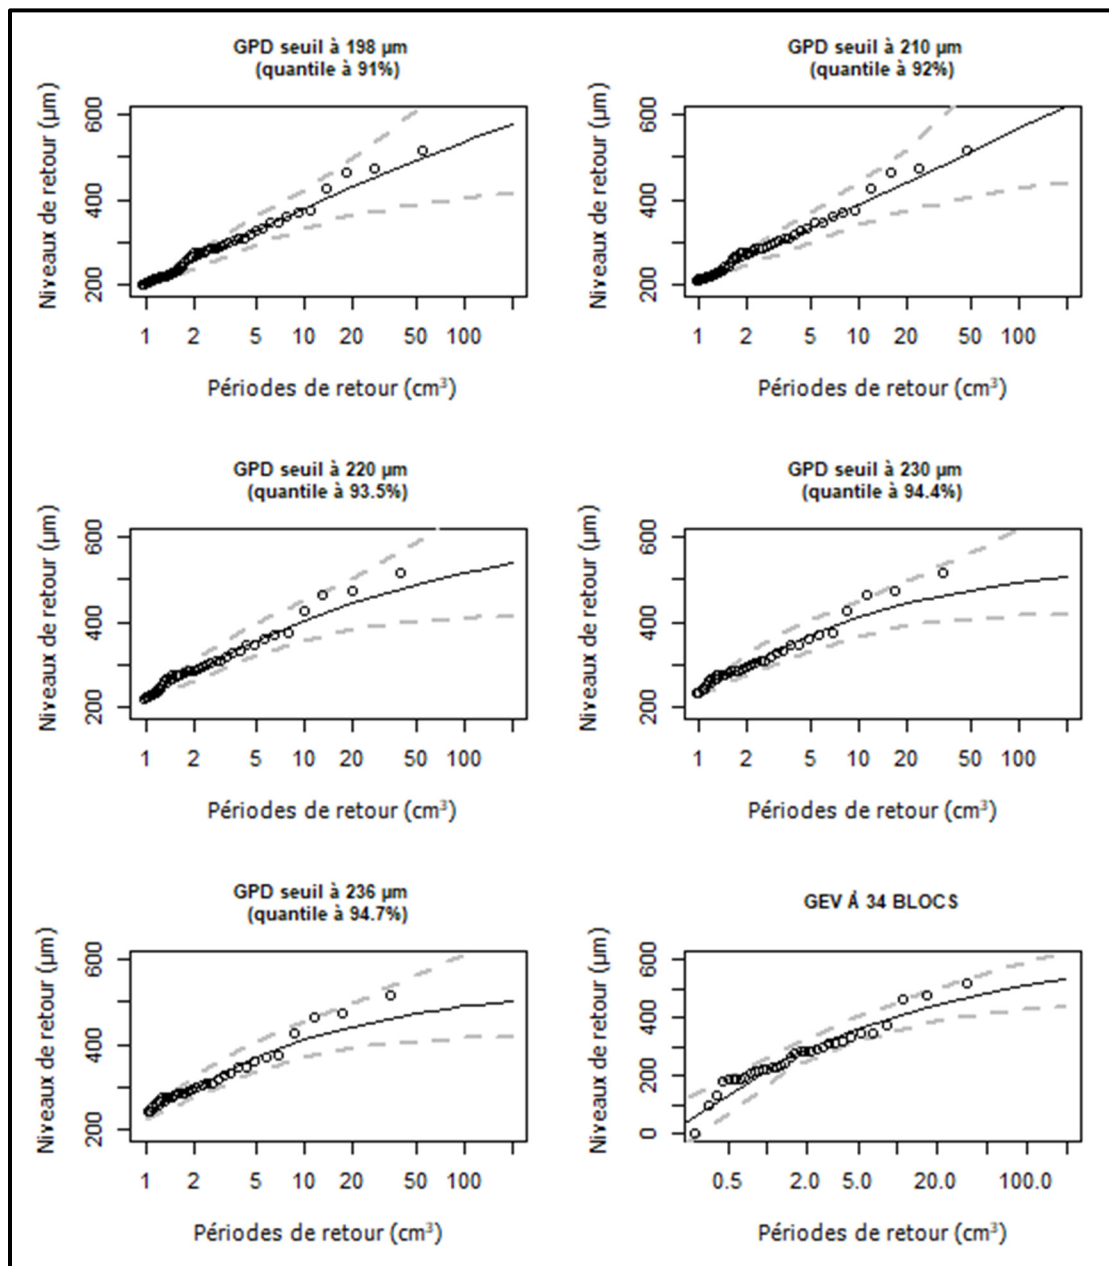 GPD seuil à 198 µm
(quantile à 91%)
Niveaux de retour (µm)
600
400
200
1 2 5 10 20 50 100
Périodes de retour (cm³)
GPD seuil à 210 µm
(quantile à 92%)
Niveaux de retour (µm)
600
400
200
1 2 5 10 20 50 100
Périodes de retour (cm³)
GPD seuil à 220 µm
(quantile à 93.5%)
Niveaux de retour (µm)
600
400
200
1 2 5 10 20 50 100
Périodes de retour (cm³)
GPD seuil à 230 µm
(quantile à 94.4%)
Niveaux de retour (µm)
600
400
200
1 2 5 10 20 50 100
Périodes de retour (cm³)
GPD seuil à 236 µm
(quantile à 94.7%)
Niveaux de retour (µm)
600
400
200
1 2 5 10 20 50 100
Périodes de retour (cm³)
GEV À 34 BLOCS
Niveaux de retour (µm)
600
400
200
0
0.5 2.0 5.0 20.0 100.0
Périodes de retour (cm³)